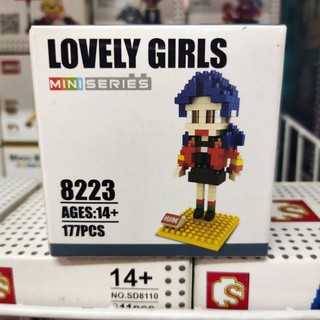 LOVELY GIRLS
MINI SERIES
8223
AGES:14+
177PCS
14+
NO.SD8110
S
S